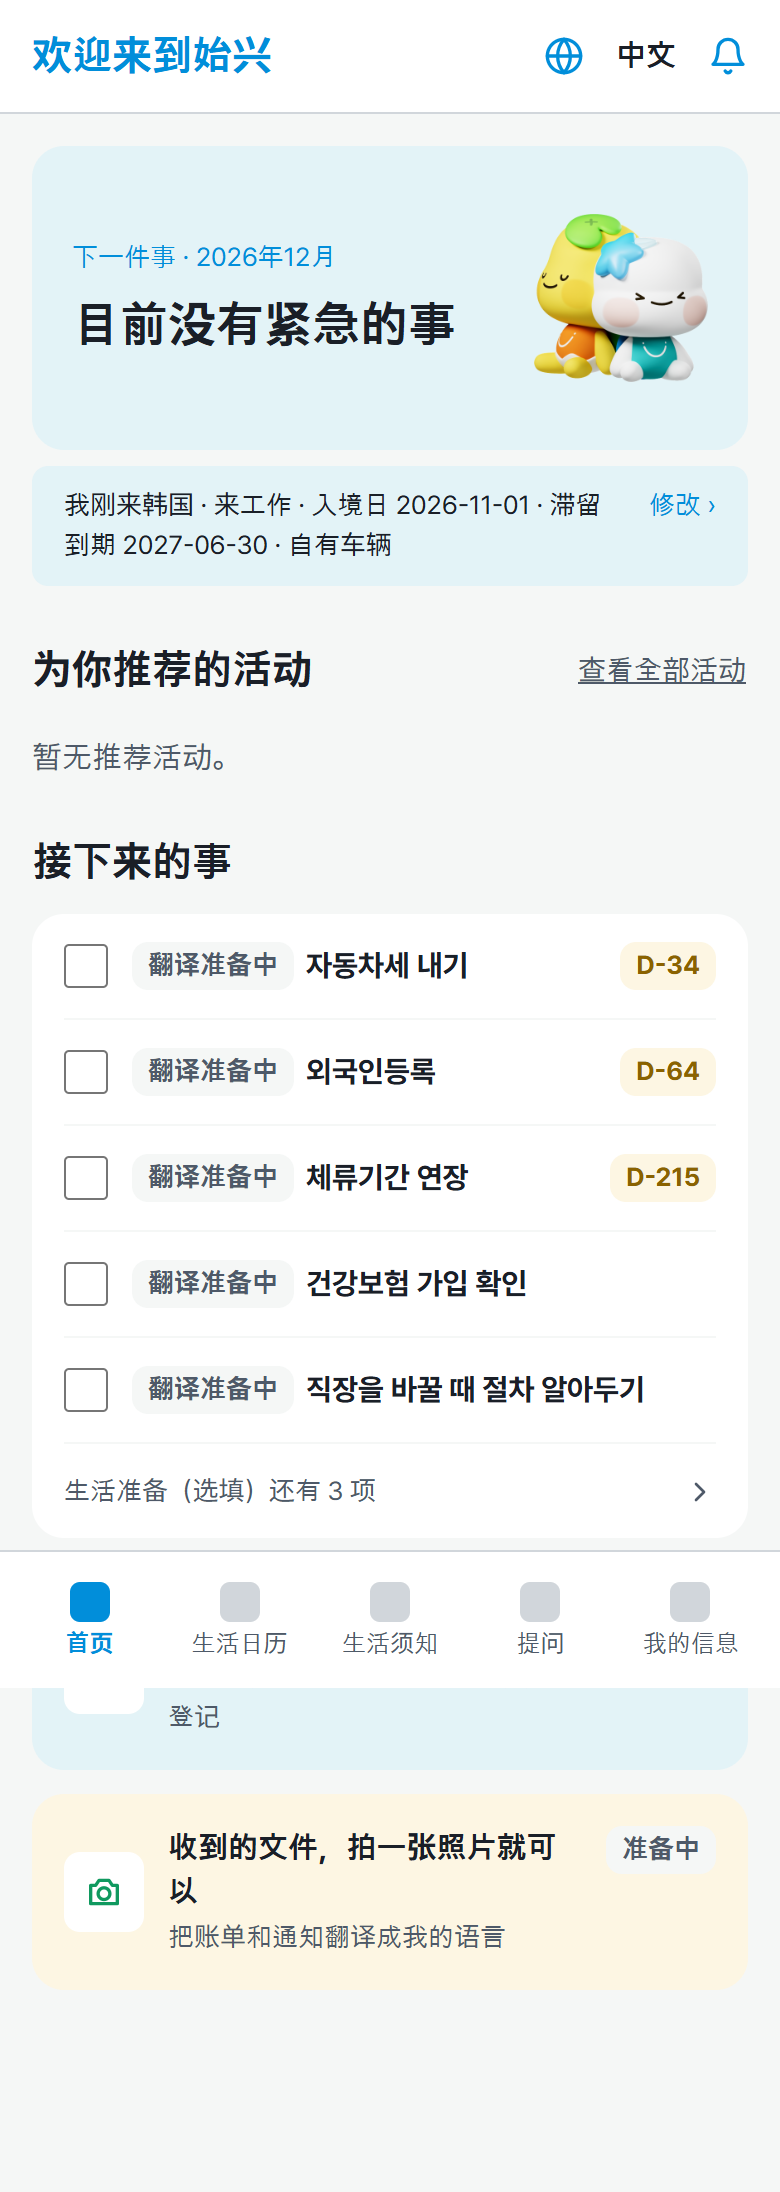 欢迎来到始兴
中文
下一件事 · 2026年12月
目前没有紧急的事
我刚来韩国 · 来工作 · 入境日 2026-11-01 · 滞留
到期 2027-06-30 · 自有车辆
修改 ›
为你推荐的活动
查看全部活动
暂无推荐活动。
接下来的事
翻译准备中 자동차세 내기 D-34
翻译准备中 외국인등록 D-64
翻译准备中 체류기간 연장 D-215
翻译准备中 건강보험 가입 확인
翻译准备中 직장을 바꿀 때 절차 알아두기
生活准备（选填）还有 3 项
首页
生活日历
生活须知
提问
我的信息
登记
收到的文件，拍一张照片就可
以
准备中
把账单和通知翻译成我的语言